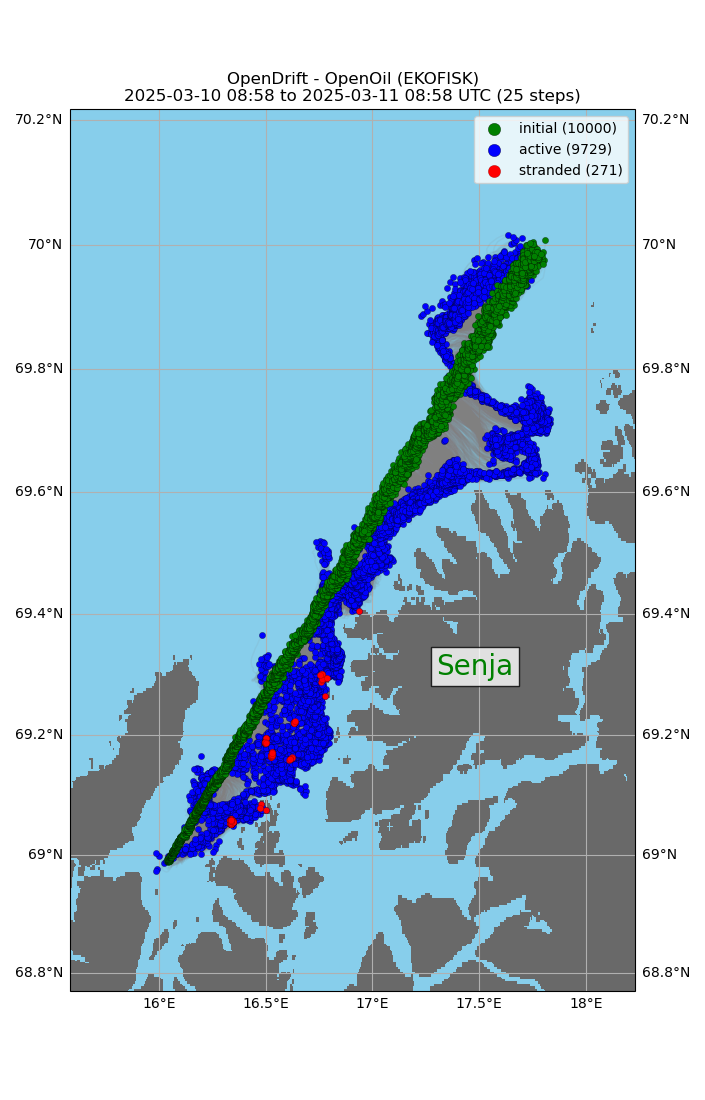 OpenDrift - OpenOil (EKOFISK)
2025-03-10 08:58 to 2025-03-11 08:58 UTC (25 steps)
70.2°N
70.2°N
initial (10000)
active (9729)
stranded (271)
70°N
70°N
69.8°N
69.8°N
69.6°N
69.6°N
69.4°N
69.4°N
Senja
69.2°N
69.2°N
69°N
69°N
68.8°N
68.8°N
16°E
16.5°E
17°E
17.5°E
18°E